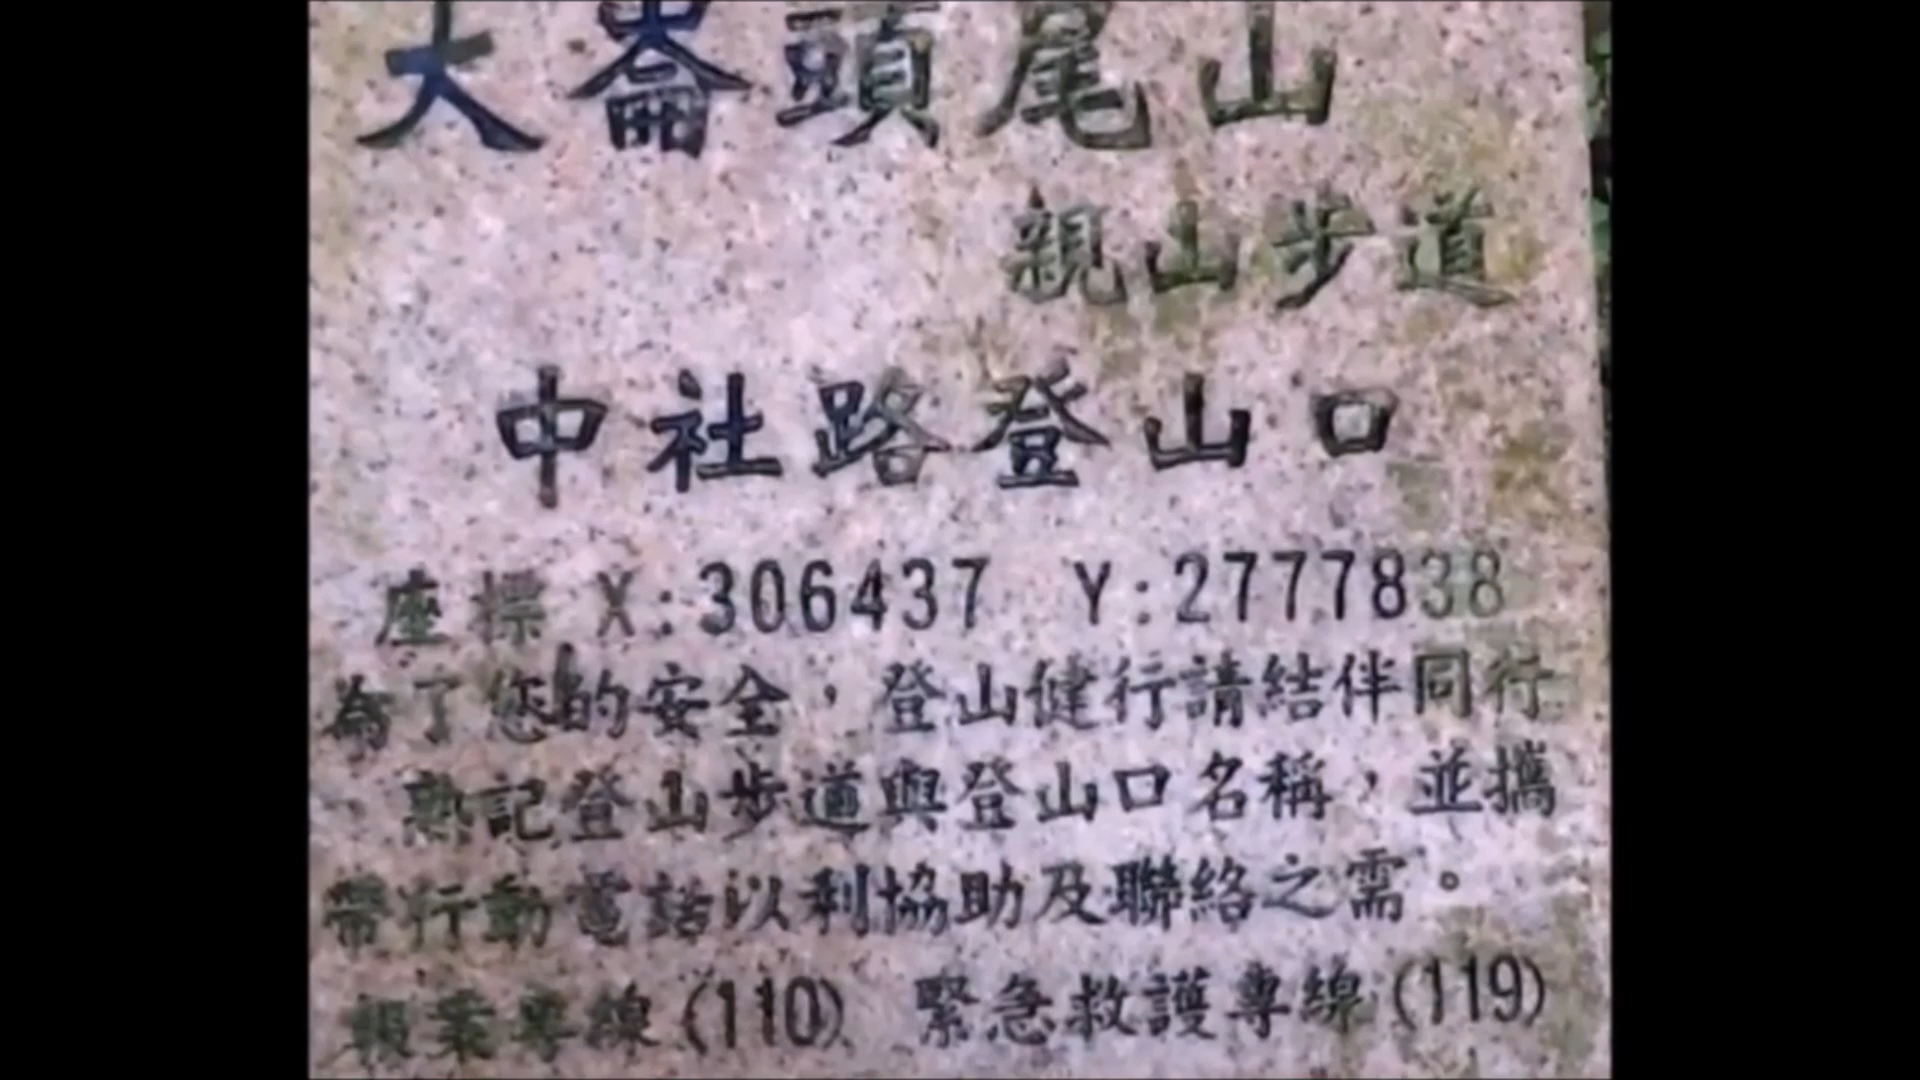 大崙頭尾山
親山步道
中社路登山口
座標 X:306437 Y:2777838
為了您的安全，登山健行請結伴同行
熟記登山步道與登山口名稱，並攜
帶行動電話以利協助及聯絡之需。
報案專線(110) 緊急救護專線(119)